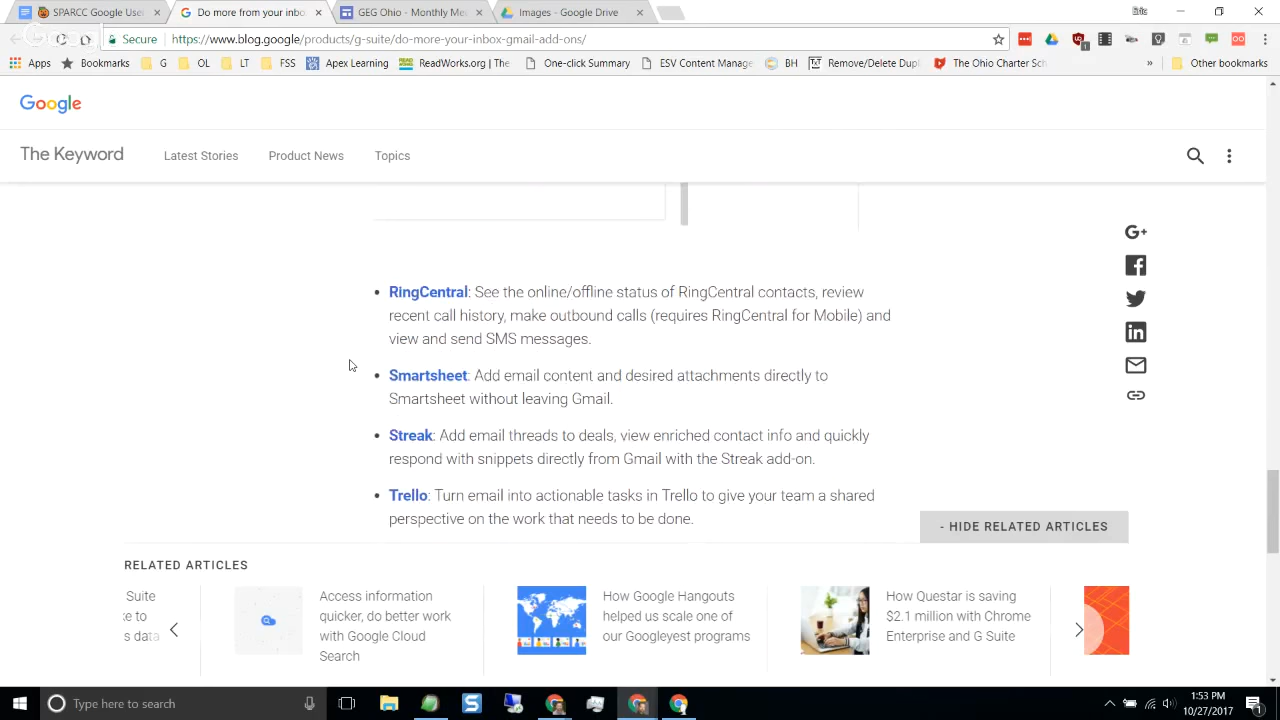 SPARCC Google Use
Do more from your inbo
GEG Ohio - Monthly Me
Images - Google Drive
Secure
https://www.blog.google/products/g-suite/do-more-your-inbox-gmail-add-ons/
Apps
Bookmarks
G
OL
LT
FSS
Apex Learning
ReadWorks.org | The
One-click Summary
ESV Content Manage
BH
Remove/Delete Dupl
The Ohio Charter Sch
»
Other bookmarks
Google
The Keyword
Latest Stories
Product News
Topics
G+
• RingCentral: See the online/offline status of RingCentral contacts, review
recent call history, make outbound calls (requires RingCentral for Mobile) and
view and send SMS messages.
• Smartsheet: Add email content and desired attachments directly to
Smartsheet without leaving Gmail.
• Streak: Add email threads to deals, view enriched contact info and quickly
respond with snippets directly from Gmail with the Streak add-on.
• Trello: Turn email into actionable tasks in Trello to give your team a shared
perspective on the work that needs to be done.
- HIDE RELATED ARTICLES
RELATED ARTICLES
Suite
ke to
s data
Access information
quicker, do better work
with Google Cloud
Search
How Google Hangouts
helped us scale one of
our Googleyest programs
How Questar is saving
$2.1 million with Chrome
Enterprise and G Suite
Type here to search
1:53 PM
10/27/2017